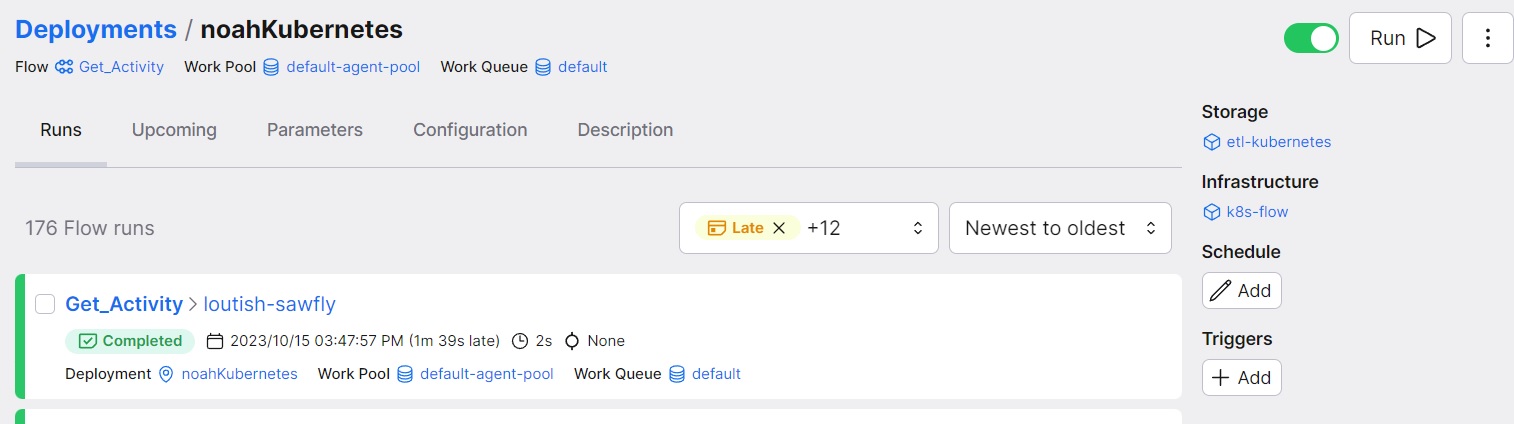 Deployments / noahKubernetes
Run
Flow Get_Activity Work Pool default-agent-pool Work Queue default
Runs Upcoming Parameters Configuration Description
176 Flow runs
Late +12
Newest to oldest
Get_Activity > loutish-sawfly
Completed 2023/10/15 03:47:57 PM (1m 39s late) 2s None
Deployment noahKubernetes Work Pool default-agent-pool Work Queue default
Storage
etl-kubernetes
Infrastructure
k8s-flow
Schedule
Add
Triggers
Add